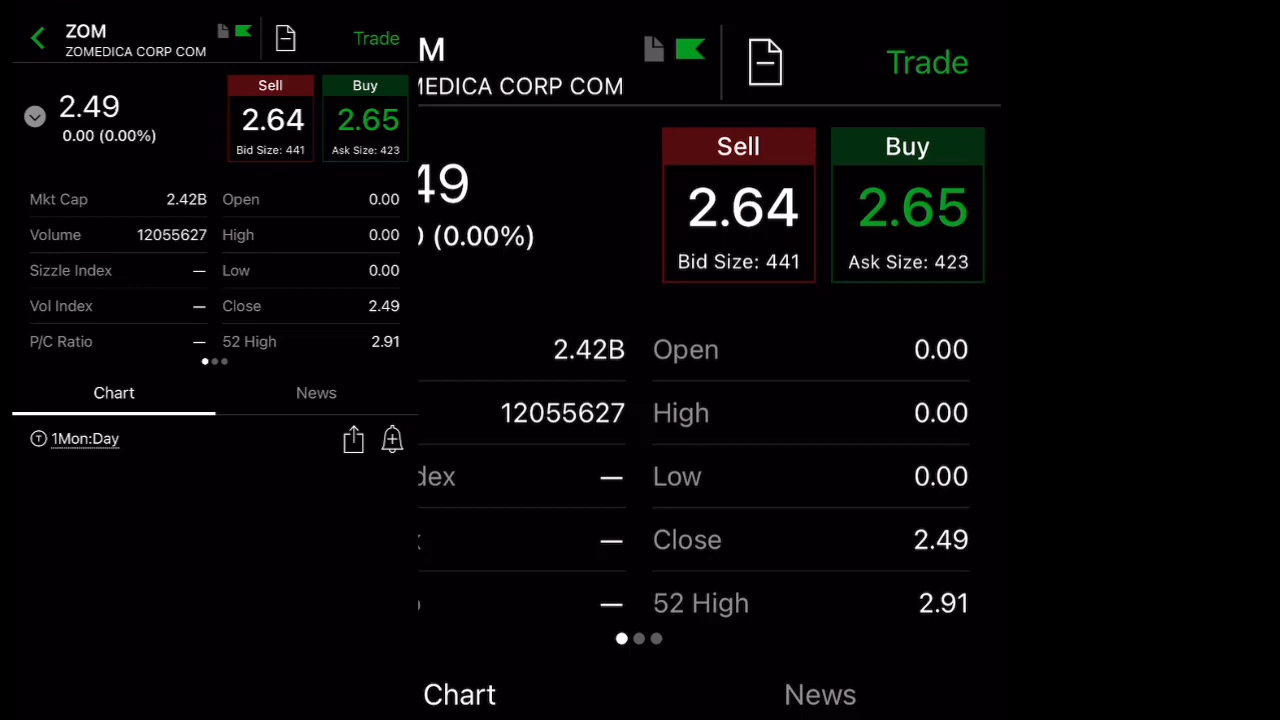 ZOM
ZOMEDICA CORP COM
Trade
2.49
0.00 (0.00%)
Sell
2.64
Bid Size: 441
Buy
2.65
Ask Size: 423
Mkt Cap 2.42B Open 0.00
Volume 12055627 High 0.00
Sizzle Index — Low 0.00
Vol Index — Close 2.49
P/C Ratio — 52 High 2.91
Chart News
T 1Mon:Day
M
MEDICA CORP COM
Trade
49
(0.00%)
Sell
2.64
Bid Size: 441
Buy
2.65
Ask Size: 423
2.42B Open 0.00
12055627 High 0.00
dex — Low 0.00
— Close 2.49
— 52 High 2.91
Chart News